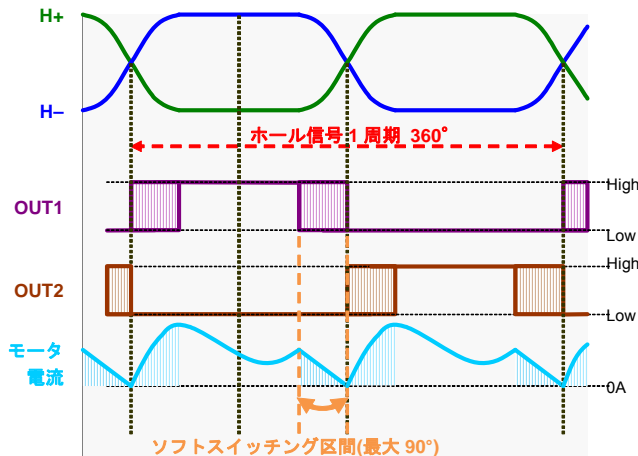 H+
H–
ホール信号 1 周期 360°
OUT1
High
Low
OUT2
High
Low
モータ
電流
0A
ソフトスイッチング区間(最大 90°)